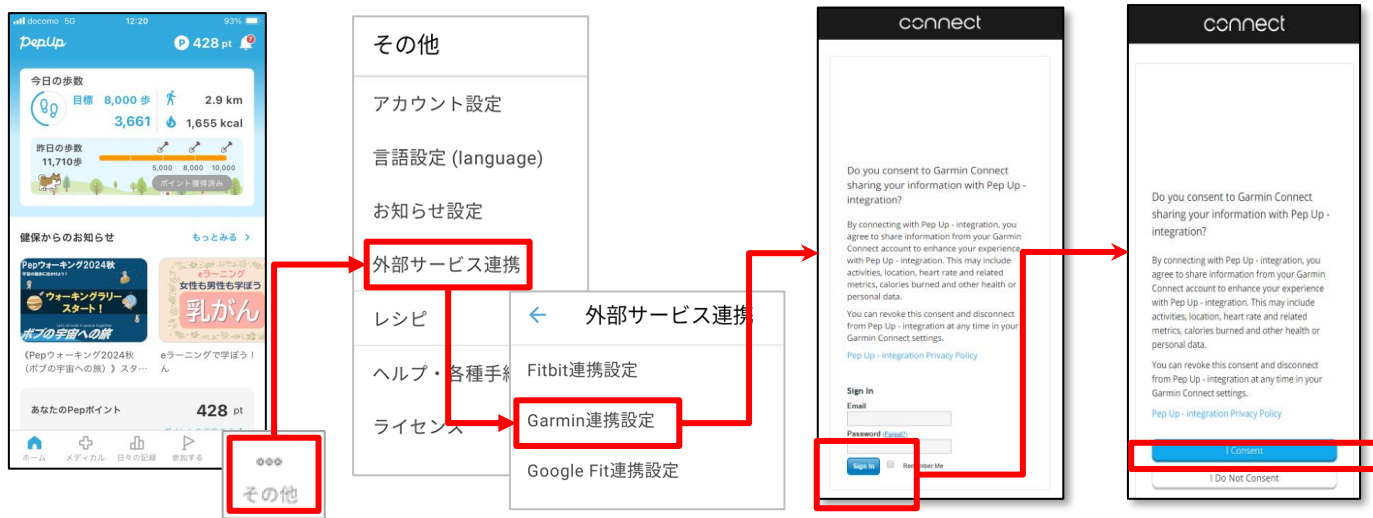 docomo 5G 12:20 93%
PepUp P 428 pt
今日の歩数
目標 8,000 歩 2.9 km
3,661 1,655 kcal
昨日の歩数
11,710歩
5,000 8,000 10,000
ポイント獲得済み
健保からのお知らせ もっとみる >
Pepウォーキング2024秋
ウォーキングラリー
スタート!
ボブの宇宙への旅
eラーニング
女性も男性も学ぼう
乳がん
《Pepウォーキング2024秋
(ボブの宇宙への旅)》スタ…
eラーニングで学ぼう!
ん
あなたのPepポイント 428 pt
ホーム メディカル 日々の記録 参加する
その他
その他
アカウント設定
言語設定 (language)
お知らせ設定
外部サービス連携
レシピ
ヘルプ・各種手続
ライセンス
← 外部サービス連携
Fitbit連携設定
Garmin連携設定
Google Fit連携設定
connect
Do you consent to Garmin Connect
sharing your information with Pep Up -
integration?
By connecting with Pep Up - integration, you
agree to share information from your Garmin
Connect account to enhance your experience
with Pep Up - integration. This may include
activities, location, heart rate and related
metrics, calories burned and other health or
personal data.
You can revoke this consent and disconnect
from Pep Up - integration at any time in your
Garmin Connect settings.
Pep Up - integration Privacy Policy
Sign In
Email
Password (Forgot?)
Sign In Remember Me
connect
Do you consent to Garmin Connect
sharing your information with Pep Up -
integration?
By connecting with Pep Up - integration, you
agree to share information from your Garmin
Connect account to enhance your experience
with Pep Up - integration. This may include
activities, location, heart rate and related
metrics, calories burned and other health or
personal data.
You can revoke this consent and disconnect
from Pep Up - integration at any time in your
Garmin Connect settings.
Pep Up - integration Privacy Policy
I Consent
I Do Not Consent